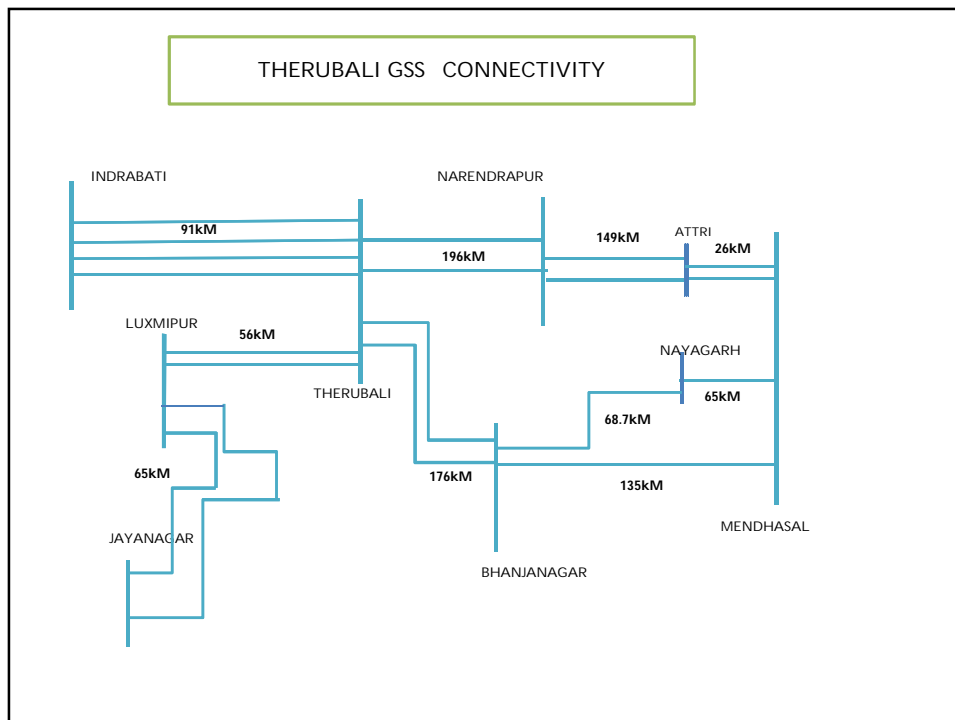 THERUBALI GSS CONNECTIVITY
INDRABATI
NARENDRAPUR
91kM
196kM
149kM
ATTRI
26kM
LUXMIPUR
56kM
THERUBALI
NAYAGARH
68.7kM
65kM
65kM
176kM
135kM
MENDHASAL
JAYANAGAR
BHANJANAGAR